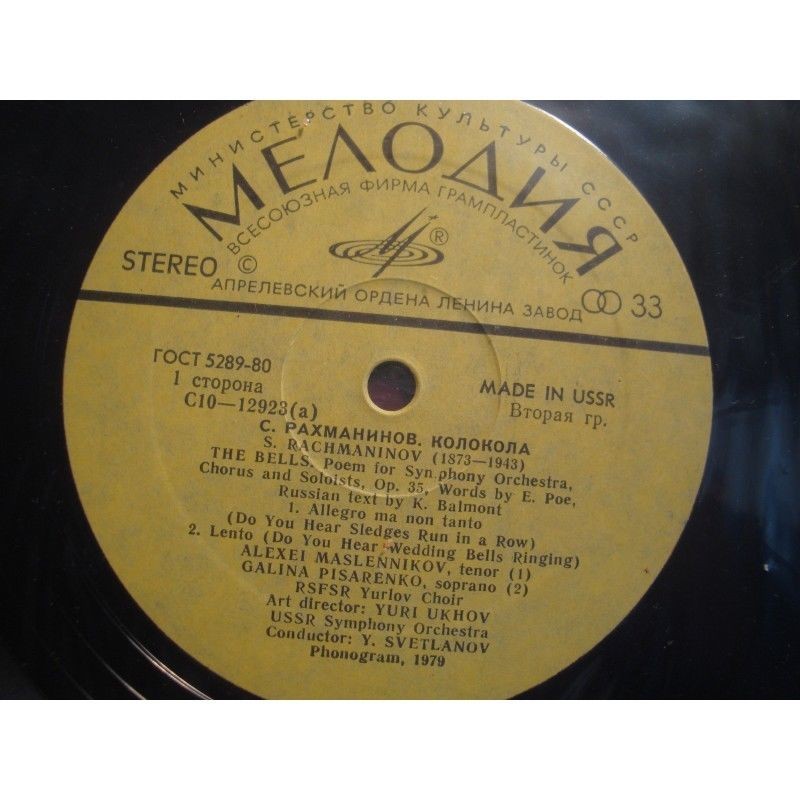 МИНИСТЕРСТВО КУЛЬТУРЫ СССР
МЕЛОДИЯ
ВСЕСОЮЗНАЯ ФИРМА ГРАМПЛАСТИНОК
®
STEREO ©
АПРЕЛЕВСКИЙ ОРДЕНА ЛЕНИНА ЗАВОД
33
ГОСТ 5289-80
MADE IN USSR
1 сторона
Вторая гр.
С10—12923(а)
С. РАХМАНИНОВ. КОЛОКОЛА
S. RACHMANINOV (1873—1943)
THE BELLS. Poem for Symphony Orchestra,
Chorus and Soloists, Op. 35, Words by E. Poe,
Russian text by K. Balmont
1. Allegro ma non tanto
(Do You Hear Sledges Run in a Row)
2. Lento (Do You Hear Wedding Bells Ringing)
ALEXEI MASLENNIKOV, tenor (1)
GALINA PISARENKO, soprano (2)
RSFSR Yurlov Choir
Art director: YURI UKHOV
USSR Symphony Orchestra
Conductor: Y. SVETLANOV
Phonogram, 1979